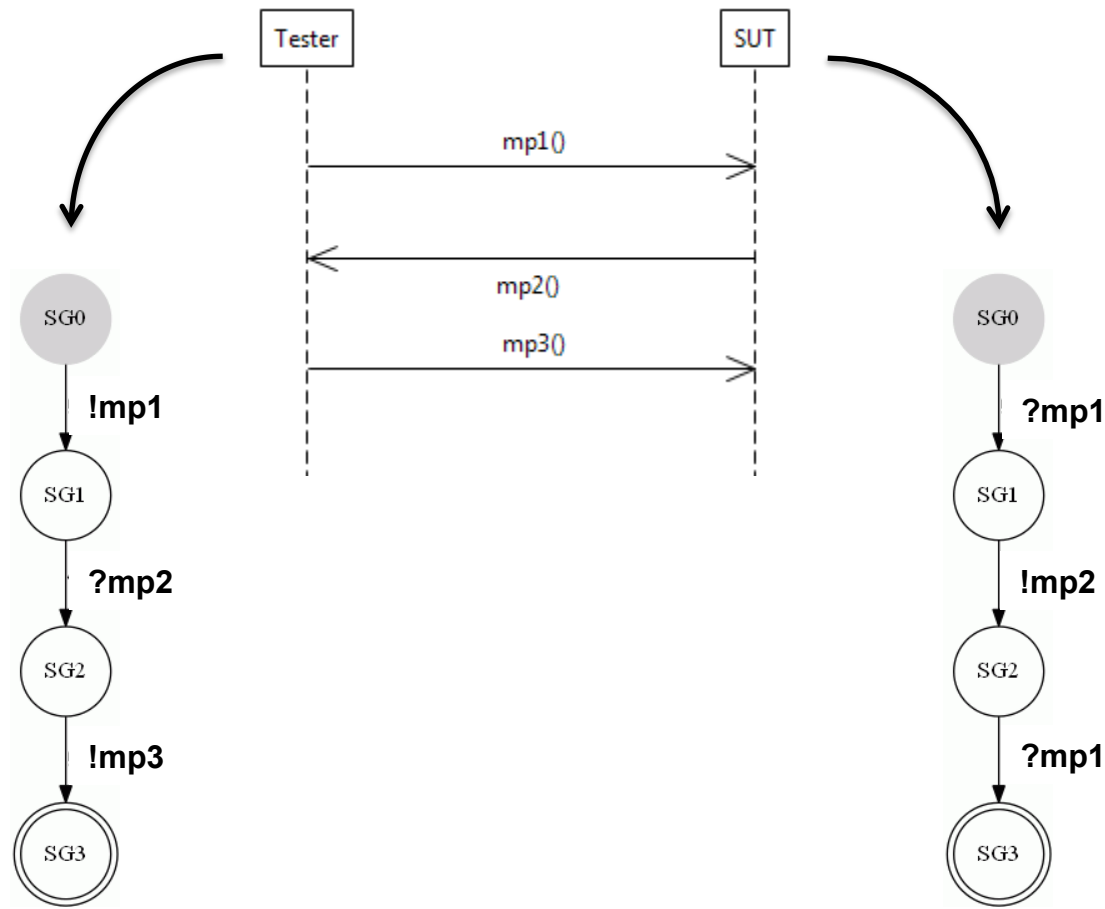 Tester
SUT
mp1()
mp2()
mp3()
SG0
!mp1
SG1
?mp2
SG2
!mp3
SG3
SG0
?mp1
SG1
!mp2
SG2
?mp1
SG3